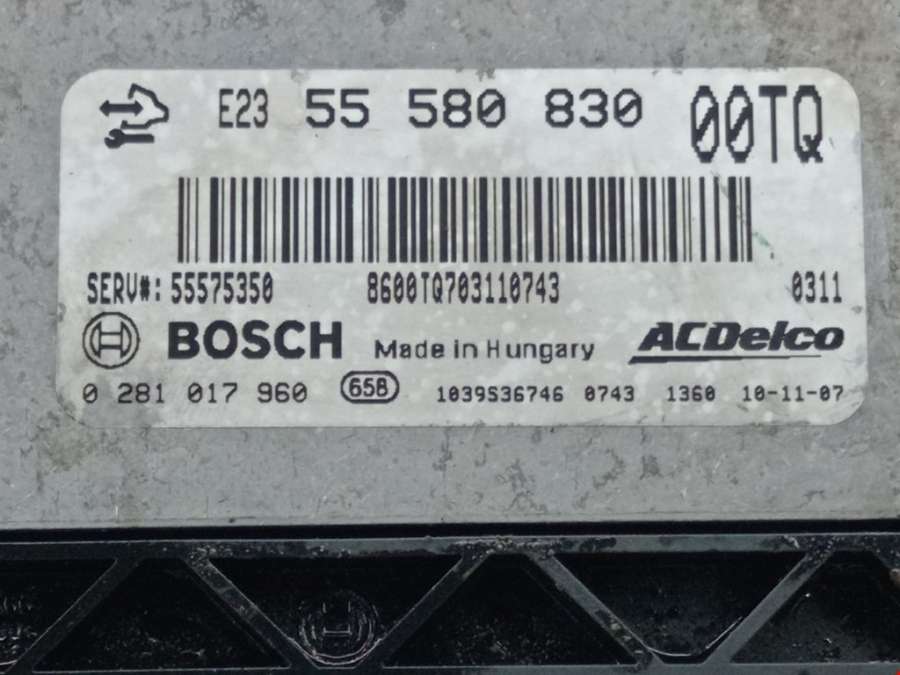 E23 55 580 830 00TQ
SERV#: 55575350 8600TQ703110743 0311
BOSCH Made in Hungary ACDelco
0 281 017 960 658 1039S36746 0743 1360 10-11-07